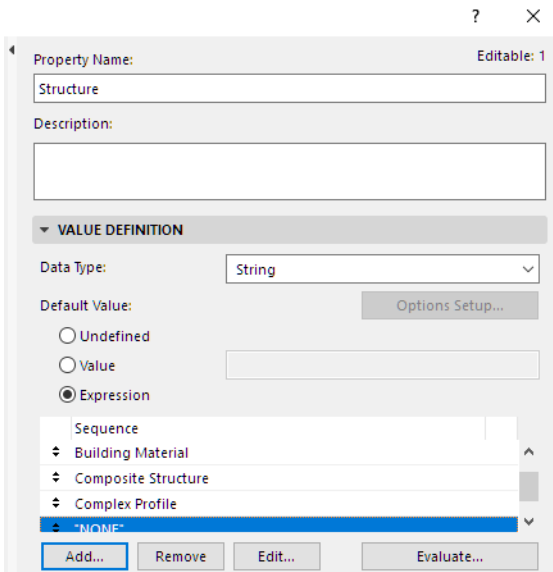 ?
Property Name:
Editable: 1
Structure
Description:
VALUE DEFINITION
Data Type:
String
Default Value:
Options Setup...
Undefined
Value
Expression
Sequence
Building Material
Composite Structure
Complex Profile
"NONE"
Add...
Remove
Edit...
Evaluate...